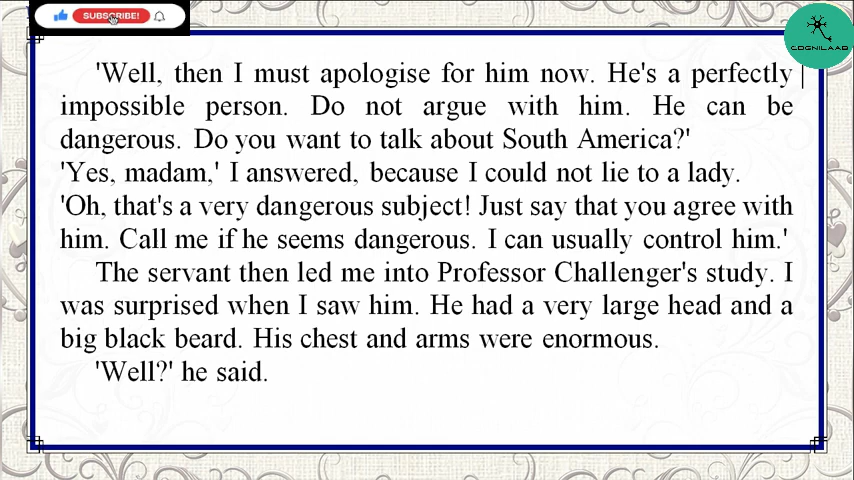 SUBSCRIBE!
COGNILAAB
'Well, then I must apologise for him now. He's a perfectly
impossible person. Do not argue with him. He can be
dangerous. Do you want to talk about South America?'
'Yes, madam,' I answered, because I could not lie to a lady.
'Oh, that's a very dangerous subject! Just say that you agree with
him. Call me if he seems dangerous. I can usually control him.'
The servant then led me into Professor Challenger's study. I
was surprised when I saw him. He had a very large head and a
big black beard. His chest and arms were enormous.
'Well?' he said.